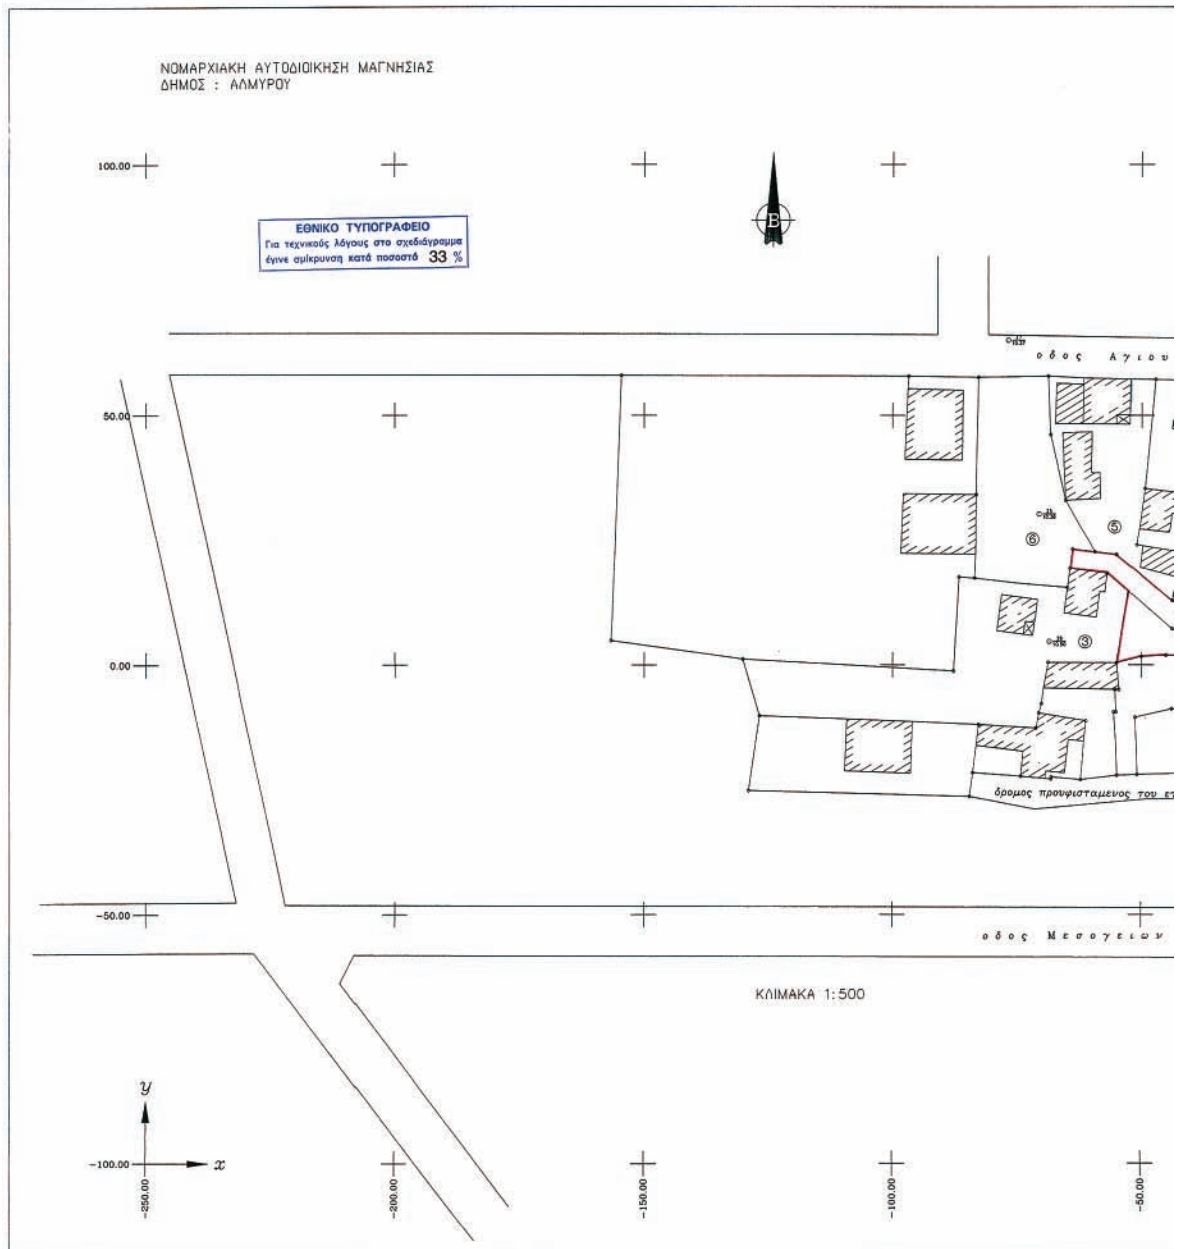 ΝΟΜΑΡΧΙΑΚΗ ΑΥΤΟΔΙΟΙΚΗΣΗ ΜΑΓΝΗΣΙΑΣ
ΔΗΜΟΣ : ΑΛΜΥΡΟΥ
100.00
Β
ΕΘΝΙΚΟ ΤΥΠΟΓΡΑΦΕΙΟ
Για τεχνικούς λόγους στο σχεδιάγραμμα
έγινε σμίκρυνση κατά ποσοστό 33 %
οδος Αγιου
50.00
5
6
3
0.00
δρομος προυφισταμενος του
-50.00
οδος Μεσογειων
ΚΛΙΜΑΚΑ 1:500
y
x
-100.00
-250.00
-200.00
-150.00
-100.00
-50.00